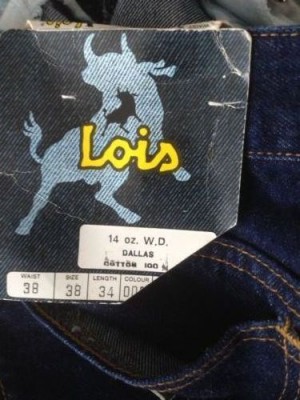 Lois
14 oz. W.D.
DALLAS
COTTON 100 %
WAIST SIZE LENGTH COLOUR
38 38 34